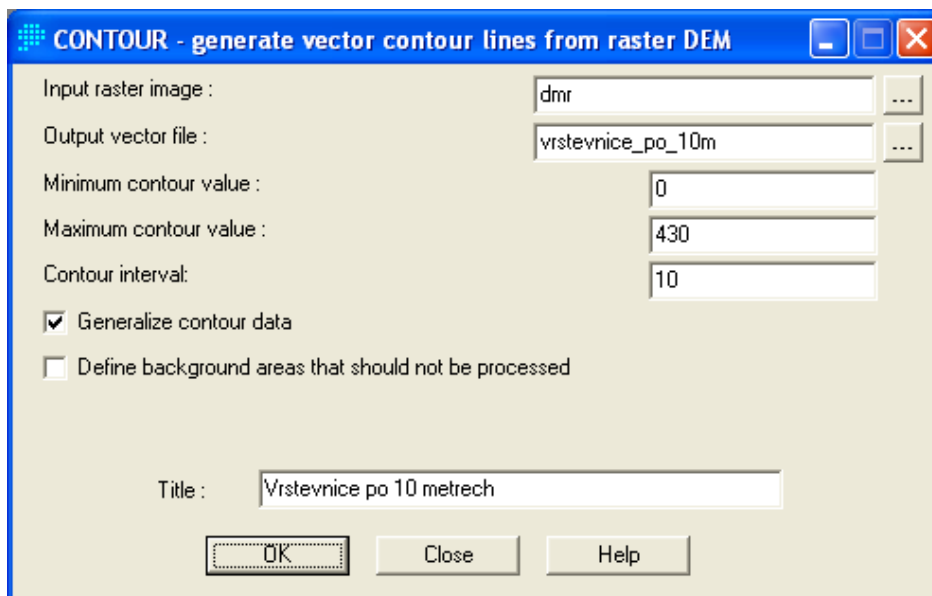 CONTOUR - generate vector contour lines from raster DEM
Input raster image : dmr ...
Output vector file : vrstevnice_po_10m ...
Minimum contour value : 0
Maximum contour value : 430
Contour interval: 10
Generalize contour data
Define background areas that should not be processed
Title : Vrstevnice po 10 metrech
OK Close Help